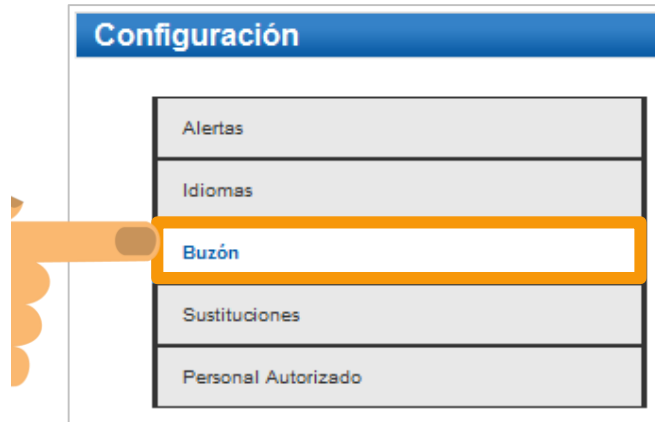 Configuración
Alertas
Idiomas
Buzón
Sustituciones
Personal Autorizado